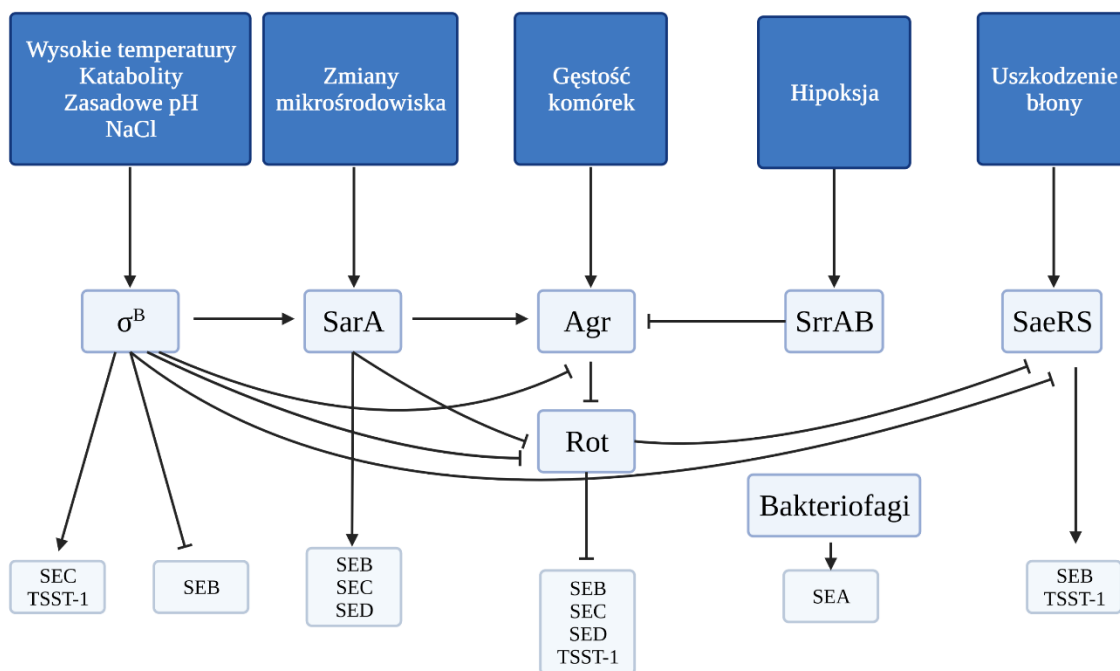 Wysokie temperatury
Katabolity
Zasadowe pH
NaCl
Zmiany
mikrośrodowiska
Gęstość
komórek
Hipoksja
Uszkodzenie
błony
σᴮ
SarA
Agr
SrrAB
SaeRS
Rot
Bakteriofagi
SEC
TSST-1
SEB
SEB
SEC
SED
SEB
SEC
SED
TSST-1
SEA
SEB
TSST-1